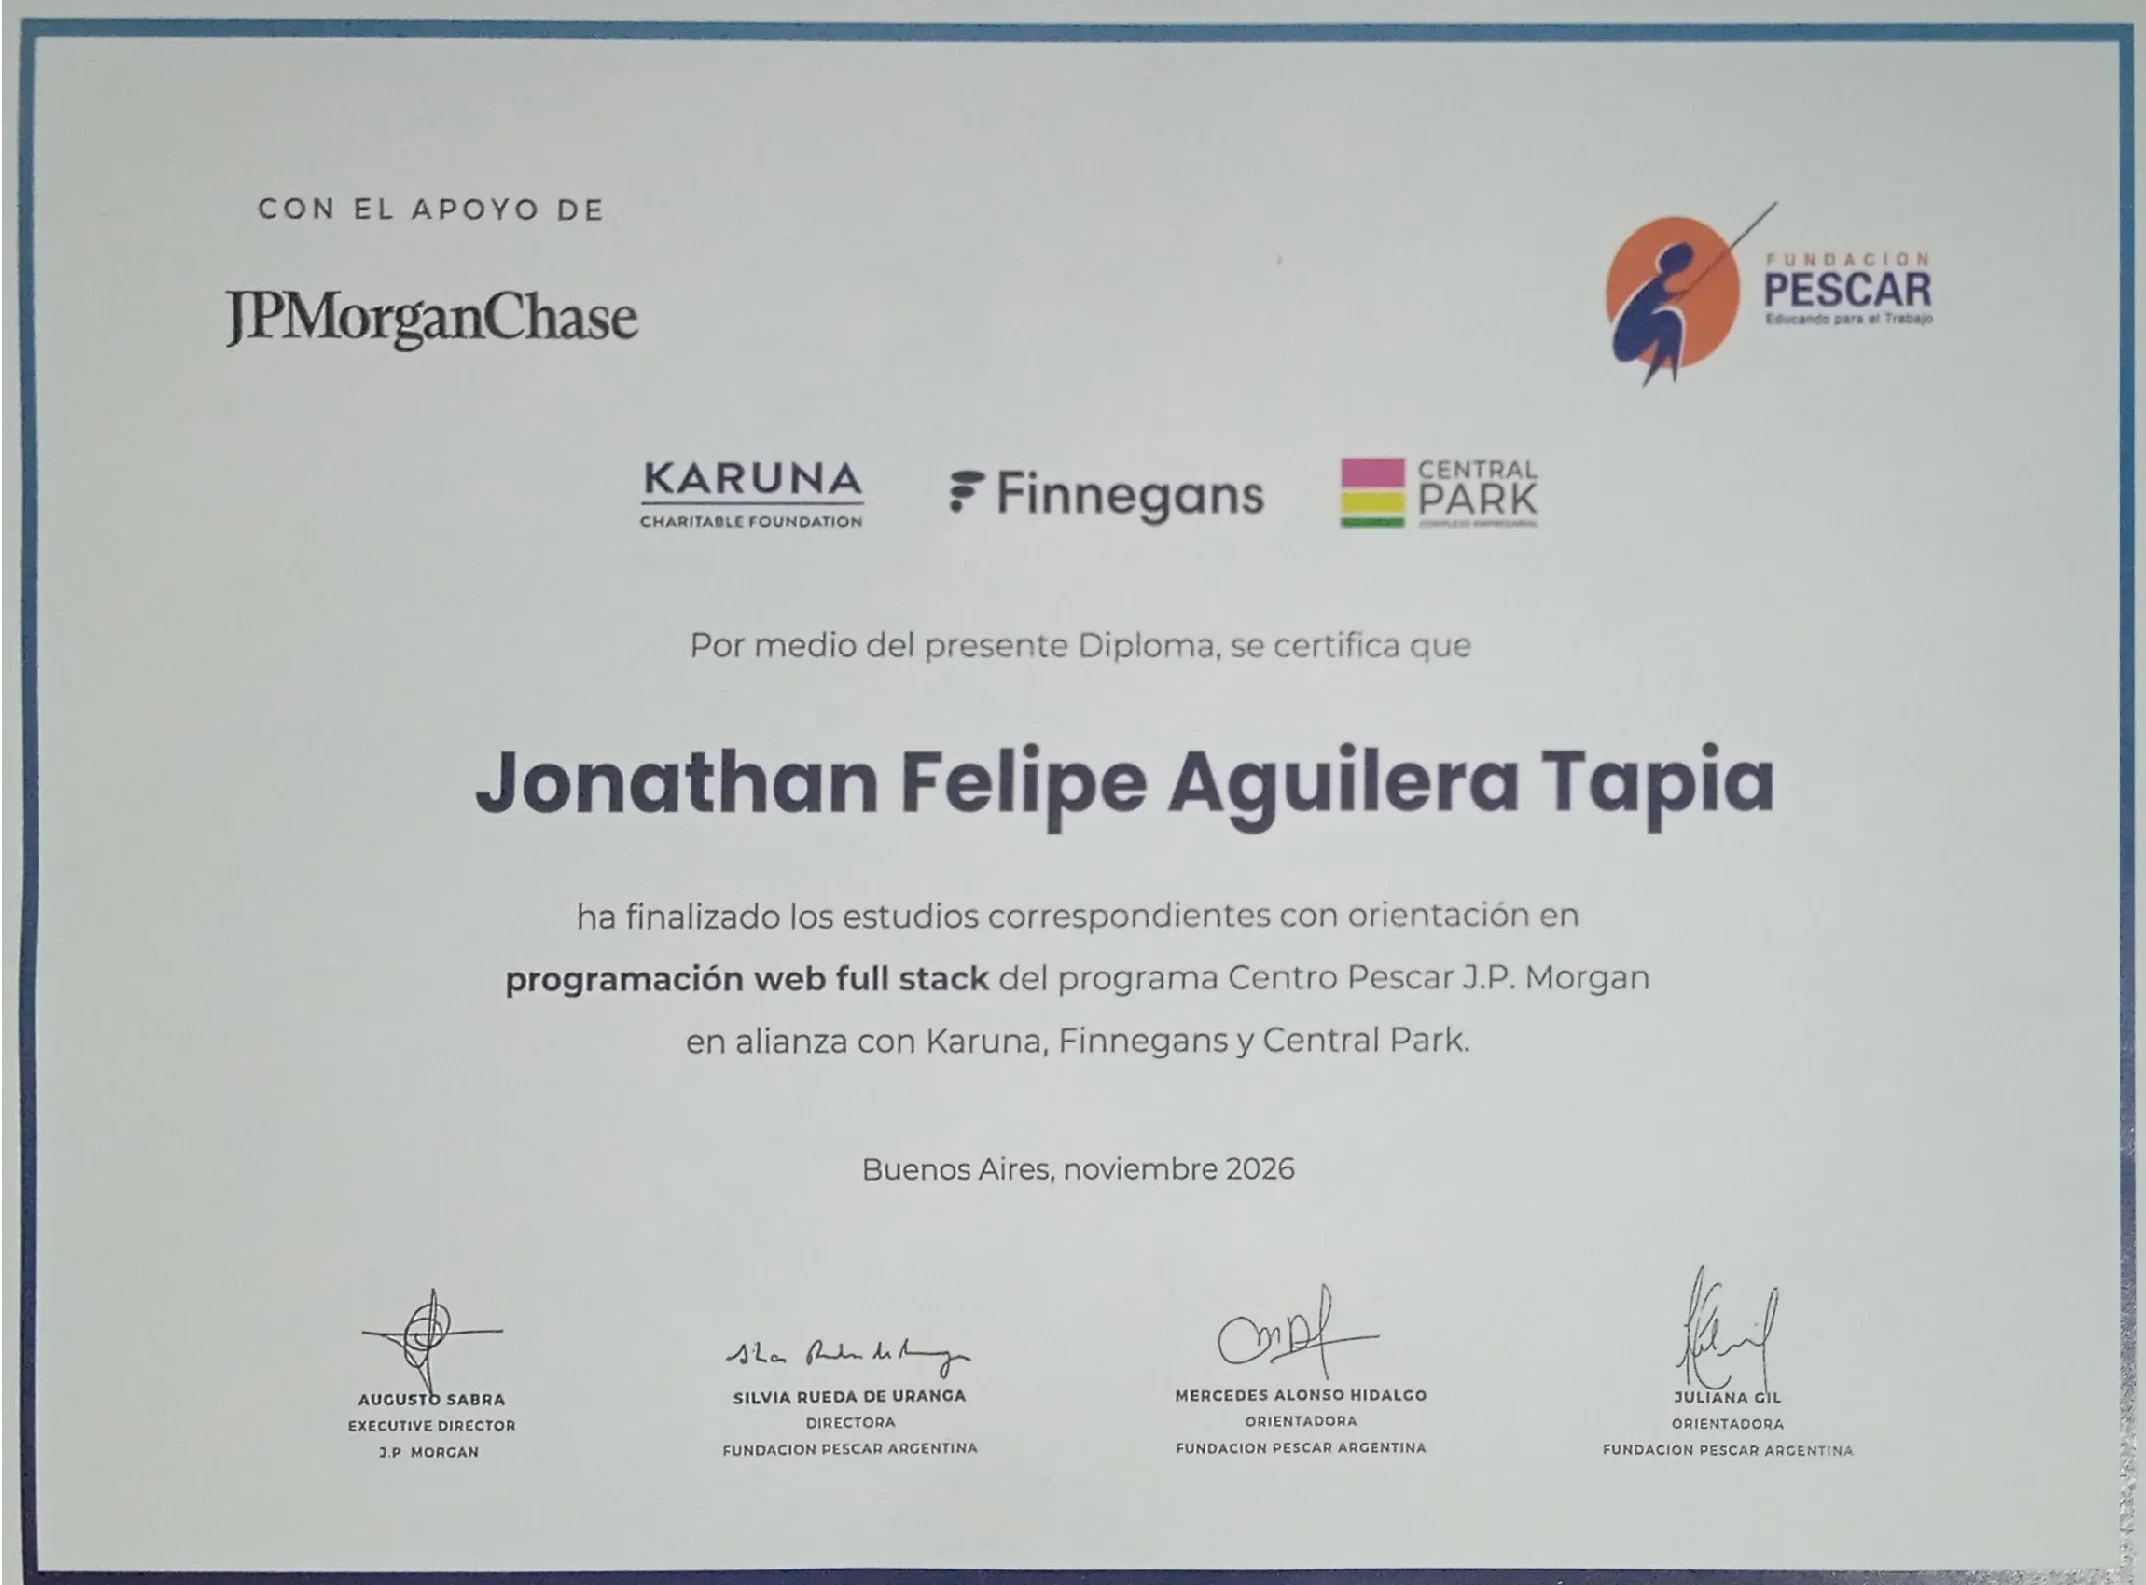 CON EL APOYO DE
JPMorganChase
FUNDACION
PESCAR
Educando para el Trabajo
KARUNA
CHARITABLE FOUNDATION
Finnegans
CENTRAL
PARK
COMPLEJO EMPRESARIAL
Por medio del presente Diploma, se certifica que
Jonathan Felipe Aguilera Tapia
ha finalizado los estudios correspondientes con orientación en
programación web full stack del programa Centro Pescar J.P. Morgan
en alianza con Karuna, Finnegans y Central Park.
Buenos Aires, noviembre 2026
AUGUSTO SABRA
EXECUTIVE DIRECTOR
J.P MORGAN
SILVIA RUEDA DE URANGA
DIRECTORA
FUNDACION PESCAR ARGENTINA
MERCEDES ALONSO HIDALGO
ORIENTADORA
FUNDACION PESCAR ARGENTINA
JULIANA GIL
ORIENTADORA
FUNDACION PESCAR ARGENTINA